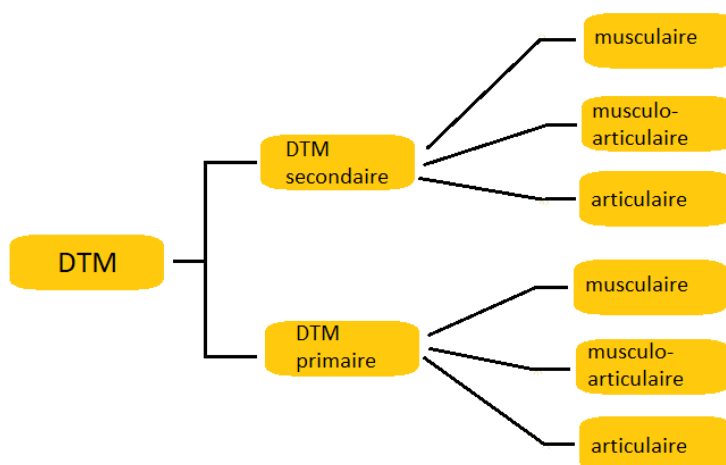 DTM
DTM
secondaire
musculaire
musculo-
articulaire
articulaire
DTM
primaire
musculaire
musculo-
articulaire
articulaire